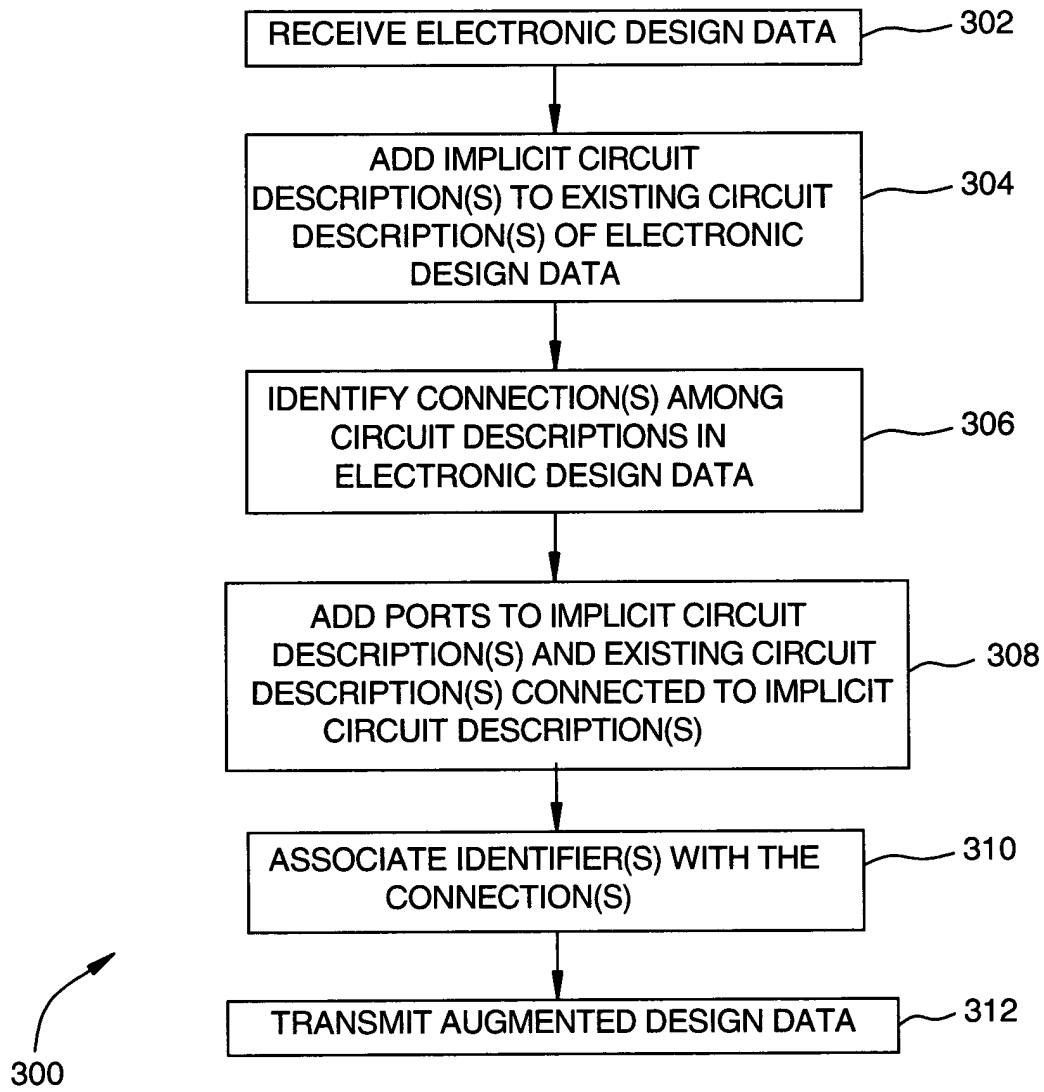 RECEIVE ELECTRONIC DESIGN DATA
302
ADD IMPLICIT CIRCUIT
DESCRIPTION(S) TO EXISTING CIRCUIT
DESCRIPTION(S) OF ELECTRONIC
DESIGN DATA
304
IDENTIFY CONNECTION(S) AMONG
CIRCUIT DESCRIPTIONS IN
ELECTRONIC DESIGN DATA
306
ADD PORTS TO IMPLICIT CIRCUIT
DESCRIPTION(S) AND EXISTING CIRCUIT
DESCRIPTION(S) CONNECTED TO IMPLICIT
CIRCUIT DESCRIPTION(S)
308
ASSOCIATE IDENTIFIER(S) WITH THE
CONNECTION(S)
310
TRANSMIT AUGMENTED DESIGN DATA
312
300